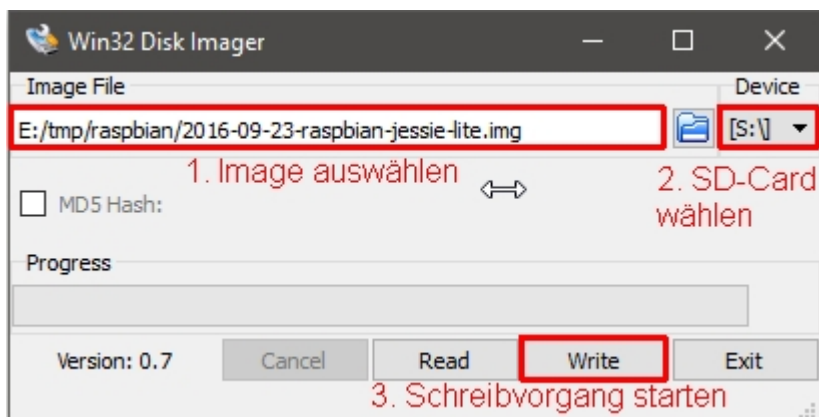 Win32 Disk Imager
Image File
Device
E:/tmp/raspbian/2016-09-23-raspbian-jessie-lite.img
[S:\]
1. Image auswählen
2. SD-Card
wählen
MD5 Hash:
Progress
Version: 0.7
Cancel
Read
Write
Exit
3. Schreibvorgang starten